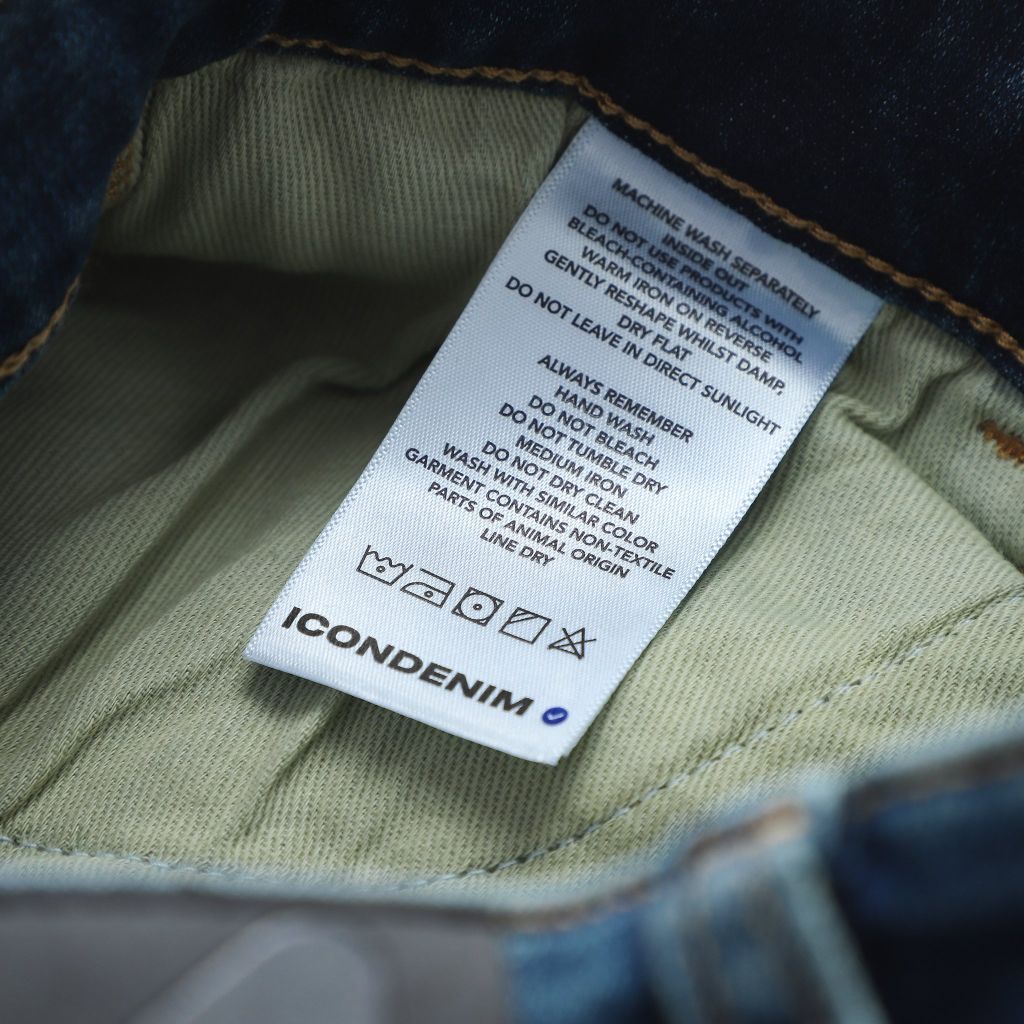 MACHINE WASH SEPARATELY
INSIDE OUT
DO NOT USE PRODUCTS WITH
BLEACH-CONTAINING ALCOHOL
WARM IRON ON REVERSE
GENTLY RESHAPE WHILST DAMP,
DRY FLAT
DO NOT LEAVE IN DIRECT SUNLIGHT
ALWAYS REMEMBER
HAND WASH
DO NOT BLEACH
DO NOT TUMBLE DRY
MEDIUM IRON
DO NOT DRY CLEAN
WASH WITH SIMILAR COLOR
GARMENT CONTAINS NON-TEXTILE
PARTS OF ANIMAL ORIGIN
LINE DRY
ICONDENIM